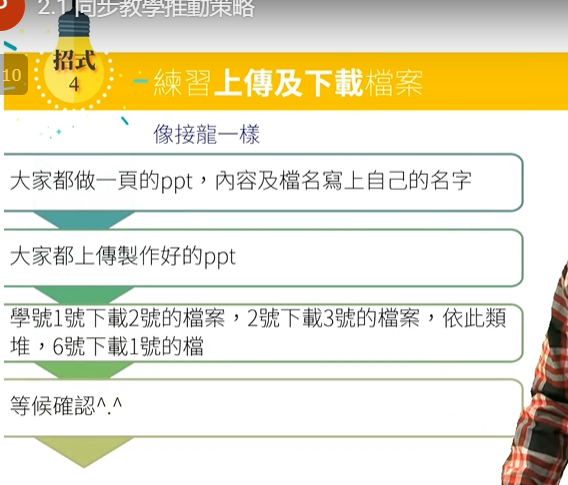 2.1 同步教學推動策略
10
招式
4
練習上傳及下載檔案
像接龍一樣
大家都做一頁的ppt，內容及檔名寫上自己的名字
大家都上傳製作好的ppt
學號1號下載2號的檔案，2號下載3號的檔案，依此類
堆，6號下載1號的檔
等候確認^.^